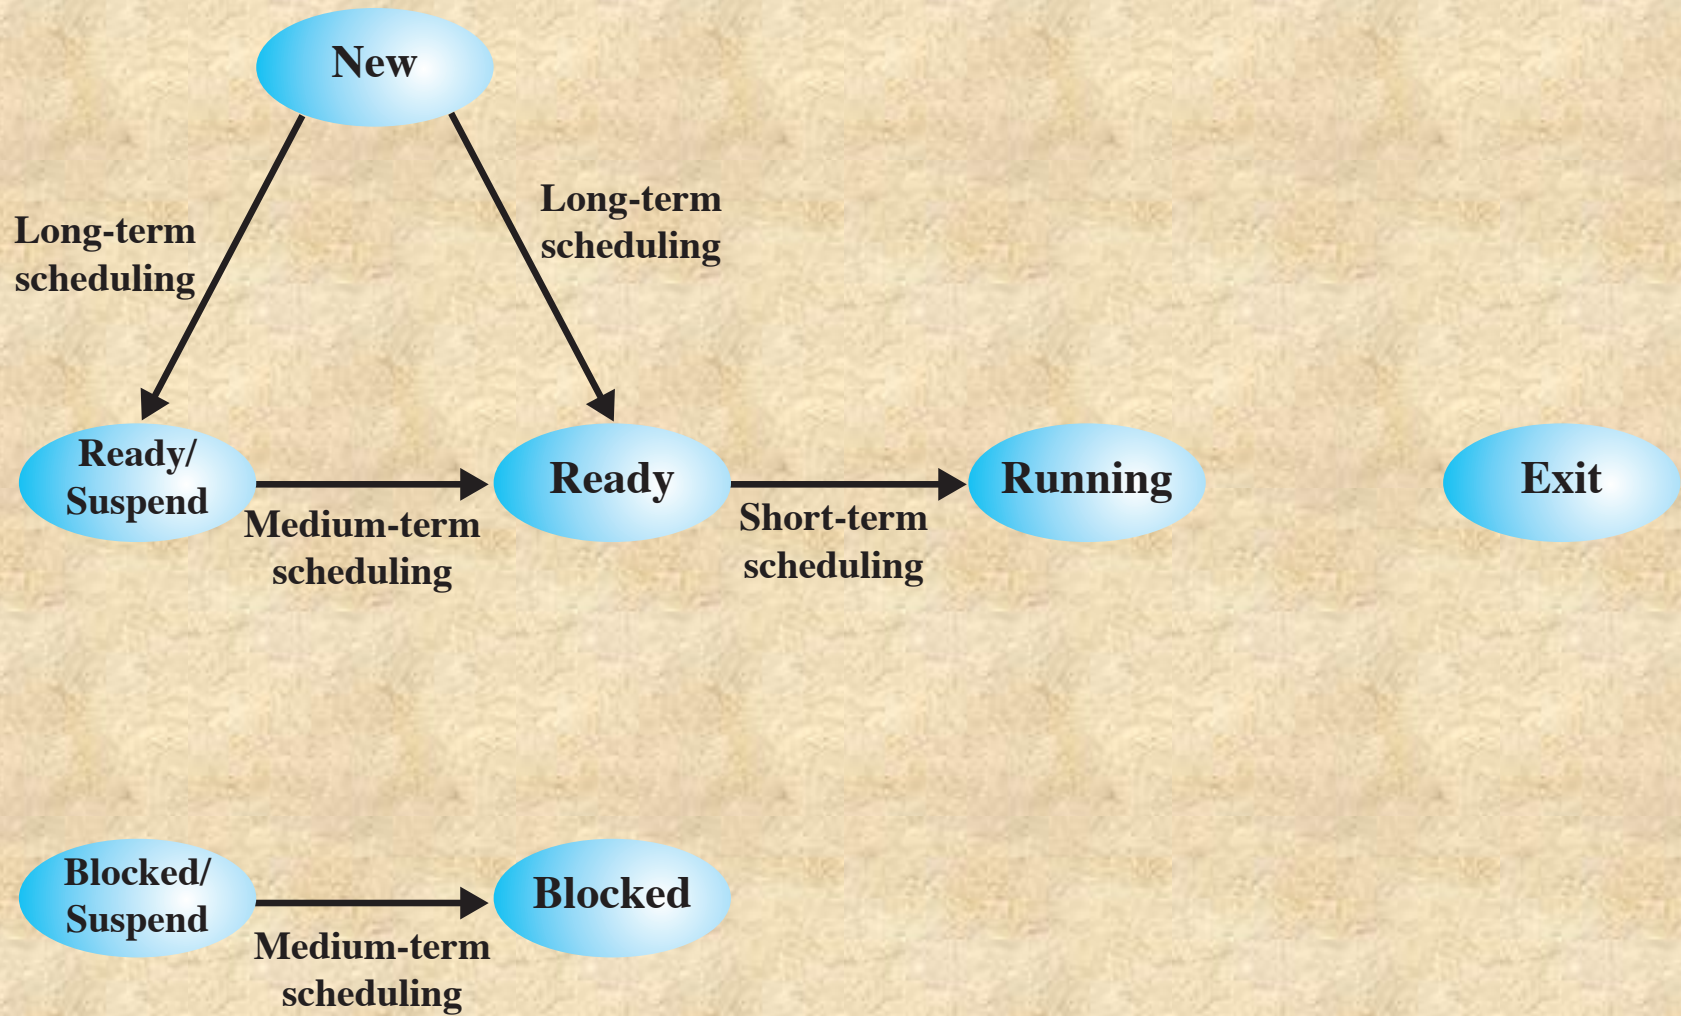 New
Long-term
scheduling
Long-term
scheduling
Ready/
Suspend
Medium-term
scheduling
Ready
Short-term
scheduling
Running
Exit
Blocked/
Suspend
Medium-term
scheduling
Blocked